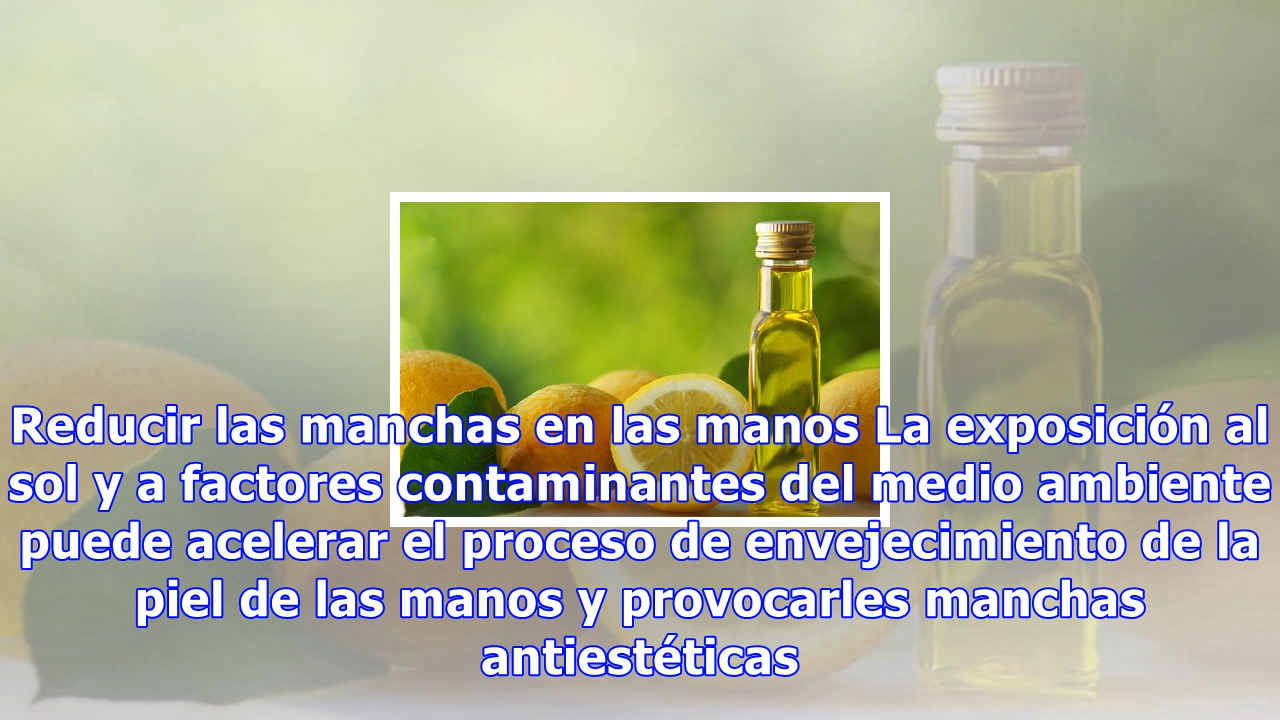 Reducir las manchas en las manos La exposición al
sol y a factores contaminantes del medio ambiente
puede acelerar el proceso de envejecimiento de la
piel de las manos y provocarles manchas
antiestéticas